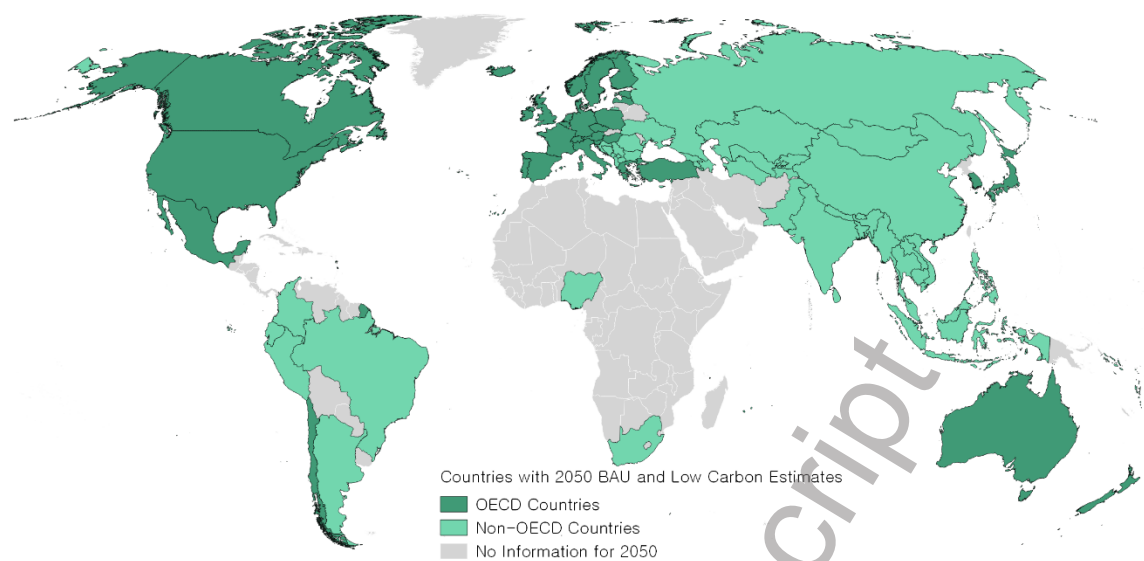 cript
Countries with 2050 BAU and Low Carbon Estimates
OECD Countries
Non-OECD Countries
No Information for 2050